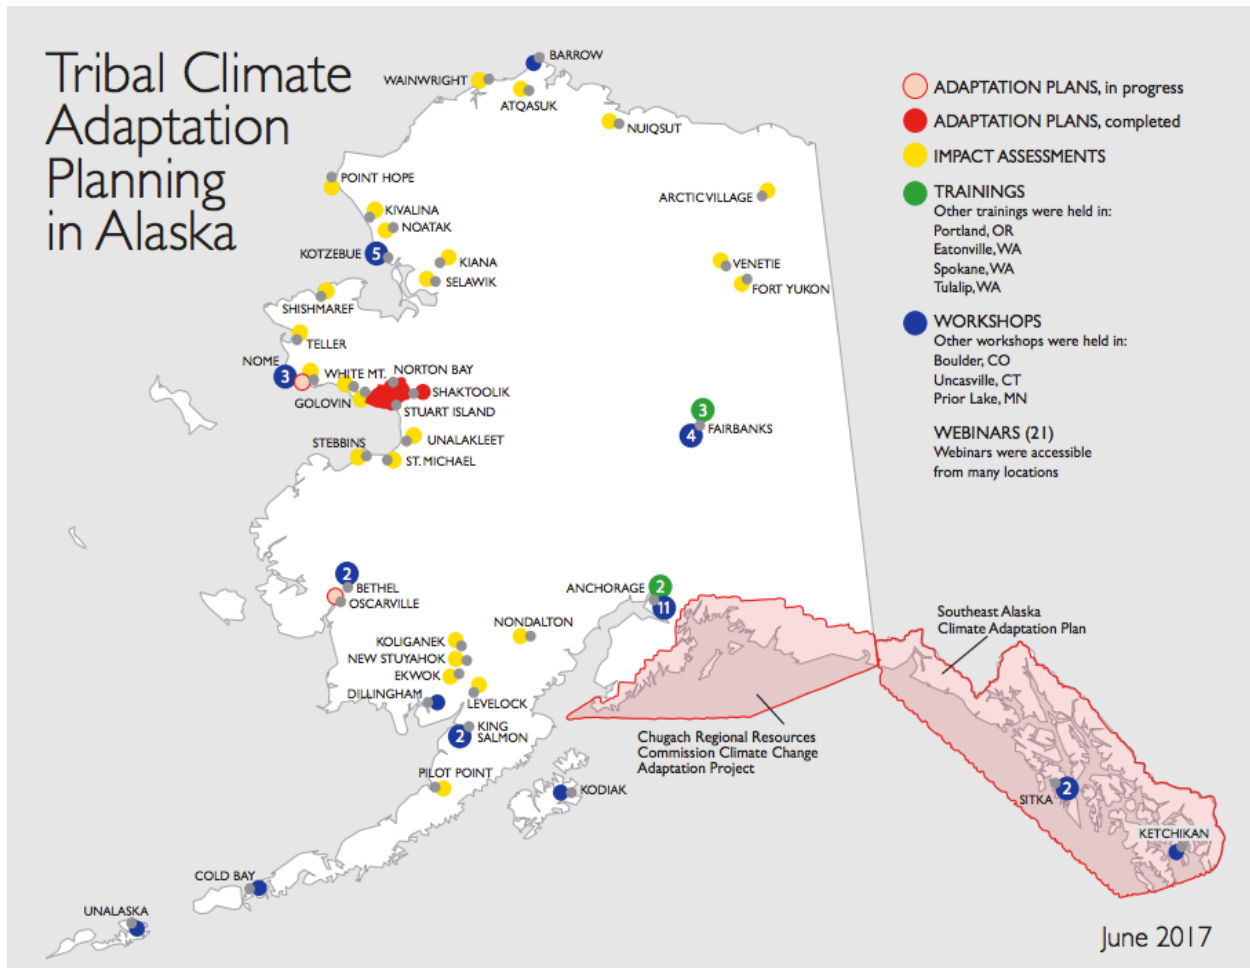 Tribal Climate
Adaptation
Planning
in Alaska
BARROW
WAINWRIGHT
ATQASUK
NUIQSUT
POINT HOPE
ARCTIC VILLAGE
KIVALINA
NOATAK
KOTZEBUE
5
KIANA
VENETIE
SELAWIK
FORT YUKON
SHISHMAREF
TELLER
NOME
3
WHITE MT.
NORTON BAY
SHAKTOOLIK
GOLOVIN
STUART ISLAND
3
FAIRBANKS
4
STEBBINS
UNALAKLEET
ST. MICHAEL
2
BETHEL
OSCARVILLE
ANCHORAGE
2
11
NONDALTON
KOLIGANEK
NEW STUYAHOK
EKWOK
DILLINGHAM
LEVELOCK
2
KING
SALMON
PILOT POINT
KODIAK
COLD BAY
UNALASKA
Chugach Regional Resources
Commission Climate Change
Adaptation Project
Southeast Alaska
Climate Adaptation Plan
SITKA
2
KETCHIKAN
ADAPTATION PLANS, in progress
ADAPTATION PLANS, completed
IMPACT ASSESSMENTS
TRAININGS
Other trainings were held in:
Portland, OR
Eatonville, WA
Spokane, WA
Tulalip, WA
WORKSHOPS
Other workshops were held in:
Boulder, CO
Uncasville, CT
Prior Lake, MN
WEBINARS (21)
Webinars were accessible
from many locations
June 2017